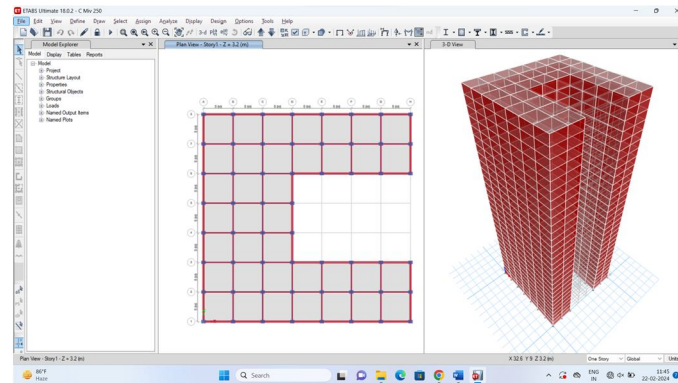 ETABS Ultimate 18.0.2 - C Miv 250
File Edit View Define Draw Select Assign Analyze Display Design Options Tools Help
Model Explorer
Plan View - Story1 - Z = 3.2 (m)
3-D View
Model Display Tables Reports
Model
Project
Structure Layout
Properties
Structural Objects
Groups
Loads
Named Output Items
Named Plots
Plan View - Story1 - Z = 3.2 (m)
X 32.6 Y 9 Z 3.2 (m)
One Story
Global
Units
86°F
Haze
Search
ENG
IN
11:45
22-02-2024